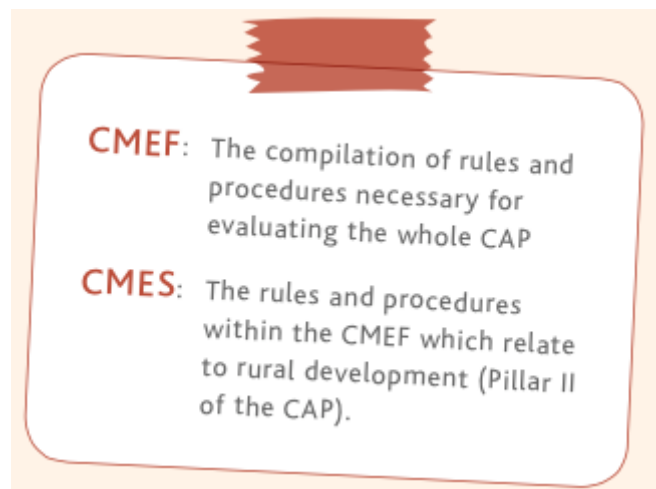 CMEF: The compilation of rules and
procedures necessary for
evaluating the whole CAP
CMES: The rules and procedures
within the CMEF which relate
to rural development (Pillar II
of the CAP).